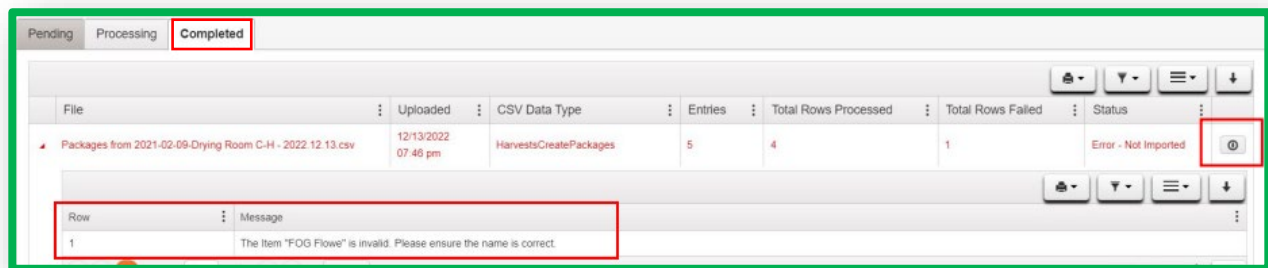 Pending Processing Completed
File Uploaded CSV Data Type Entries Total Rows Processed Total Rows Failed Status
Packages from 2021-02-09-Drying Room C-H - 2022 12.13.csv 12/13/2022 07:46 pm HarvestsCreatePackages 5 4 1 Error - Not Imported
Row Message
1 The Item "FOG Flowe" is invalid. Please ensure the name is correct.